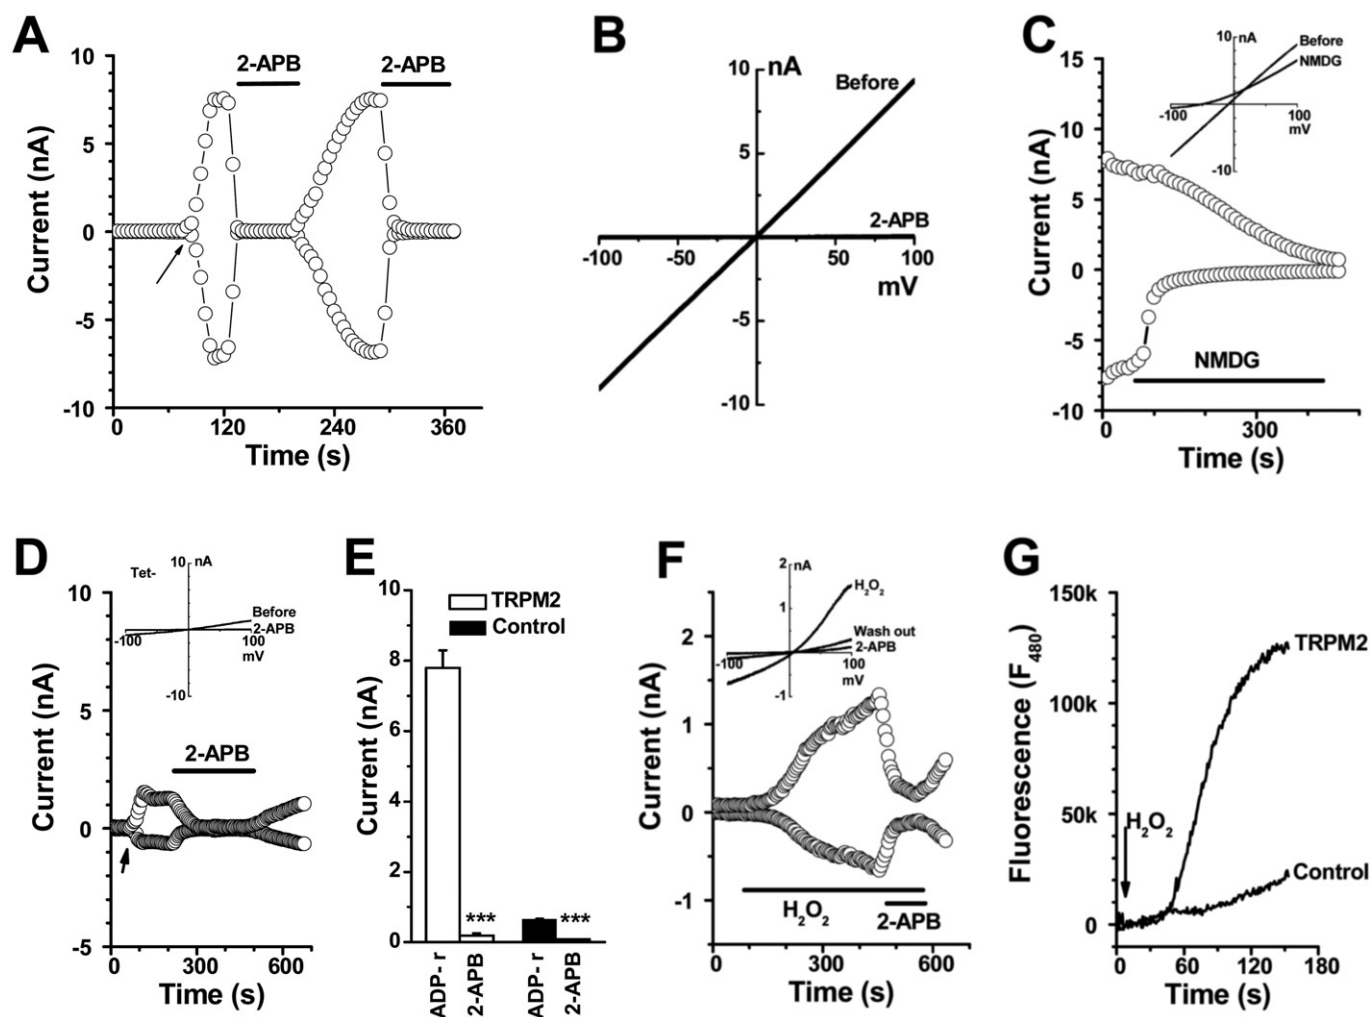 A
2-APB
2-APB
Current (nA)
10
5
0
-5
-10
0
120
240
360
Time (s)
B
nA
10
5
-5
-10
Before
2-APB
-100
-50
50
100
mV
C
Current (nA)
15
10
5
0
-5
-10
10
nA
Before
NMDG
-100
100
mV
-10
NMDG
0
300
Time (s)
D
Tet-
10
nA
Before
2-APB
-100
100
mV
-10
2-APB
Current (nA)
10
5
0
-5
0
300
600
Time (s)
E
TRPM2
Control
Current (nA)
10
8
6
4
2
0
***
***
ADP- r
2-APB
ADP- r
2-APB
F
2
nA
H₂O₂
1
Wash out
2-APB
-100
100
mV
-1
Current (nA)
2
1
0
-1
H₂O₂
2-APB
0
300
600
Time (s)
G
Fluorescence (F₄₈₀)
150k
100k
50k
0
TRPM2
H₂O₂
Control
0
60
120
180
Time (s)